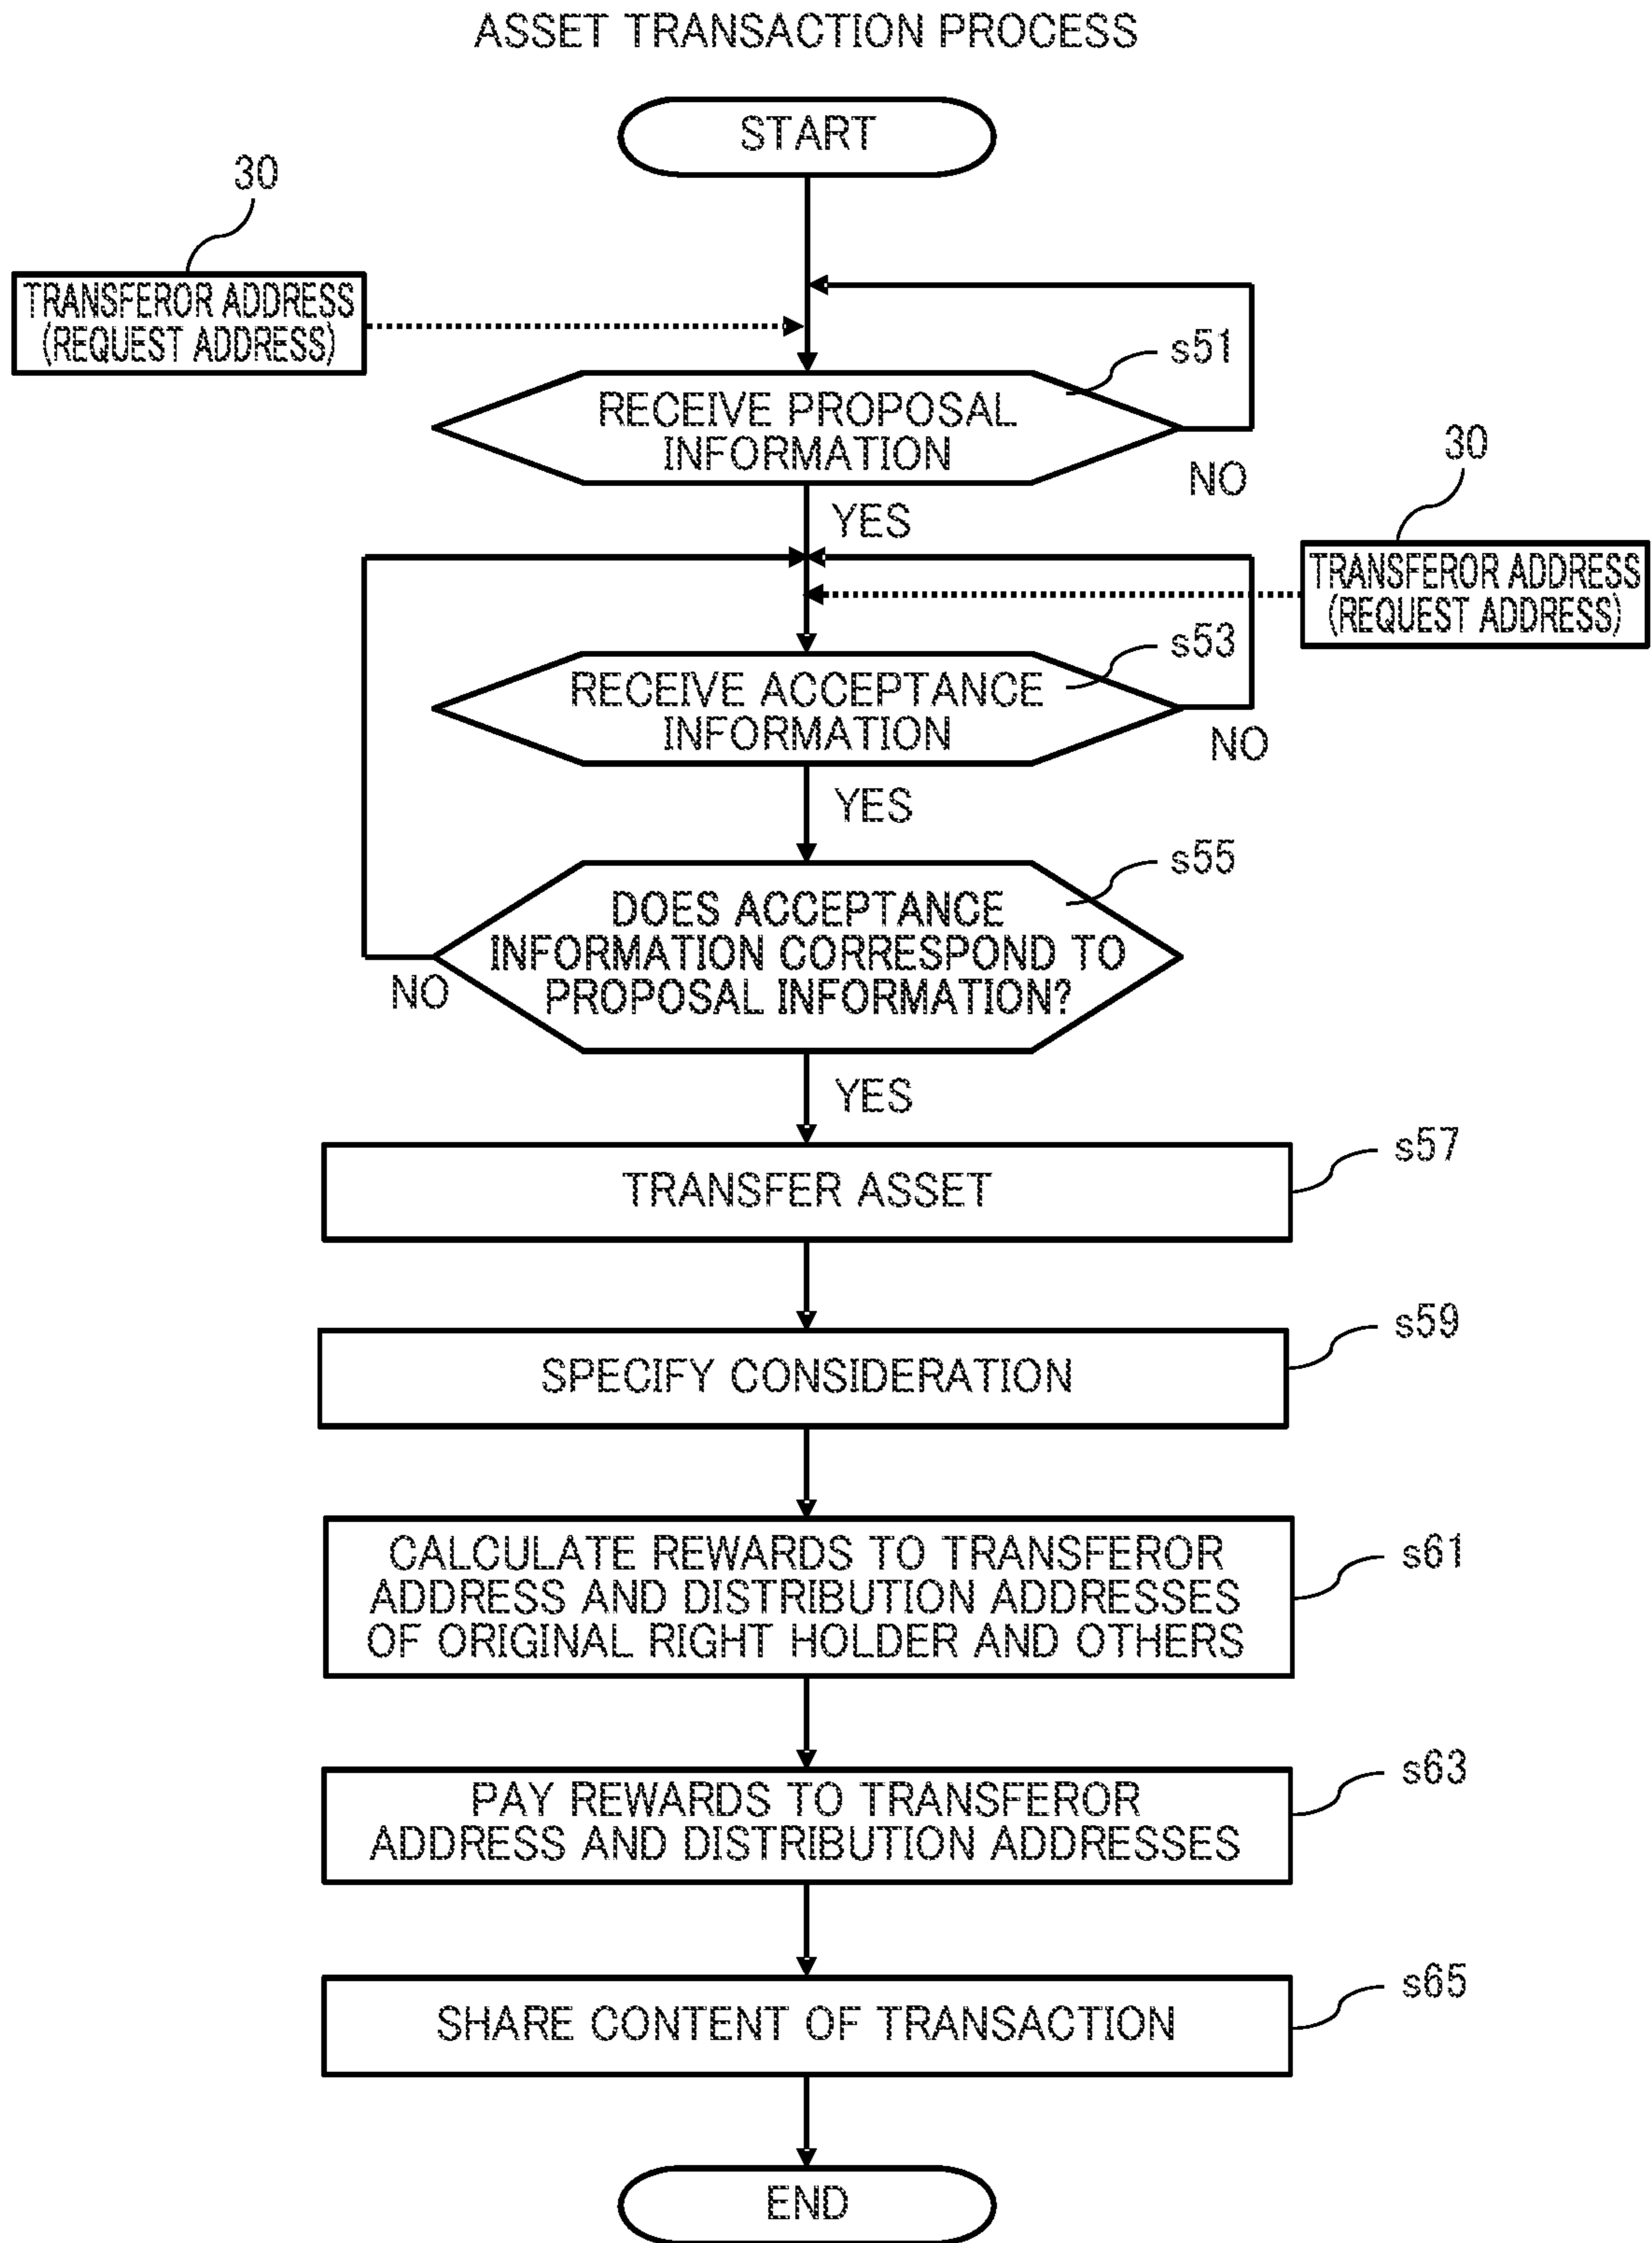 ASSET TRANSACTION PROCESS
START
30
TRANSFEROR ADDRESS
(REQUEST ADDRESS)
s51
RECEIVE PROPOSAL
INFORMATION
NO
YES
30
TRANSFEROR ADDRESS
(REQUEST ADDRESS)
s53
RECEIVE ACCEPTANCE
INFORMATION
NO
YES
s55
DOES ACCEPTANCE
INFORMATION CORRESPOND TO
PROPOSAL INFORMATION?
NO
YES
s57
TRANSFER ASSET
s59
SPECIFY CONSIDERATION
s61
CALCULATE REWARDS TO TRANSFEROR
ADDRESS AND DISTRIBUTION ADDRESSES
OF ORIGINAL RIGHT HOLDER AND OTHERS
s63
PAY REWARDS TO TRANSFEROR
ADDRESS AND DISTRIBUTION ADDRESSES
s65
SHARE CONTENT OF TRANSACTION
END